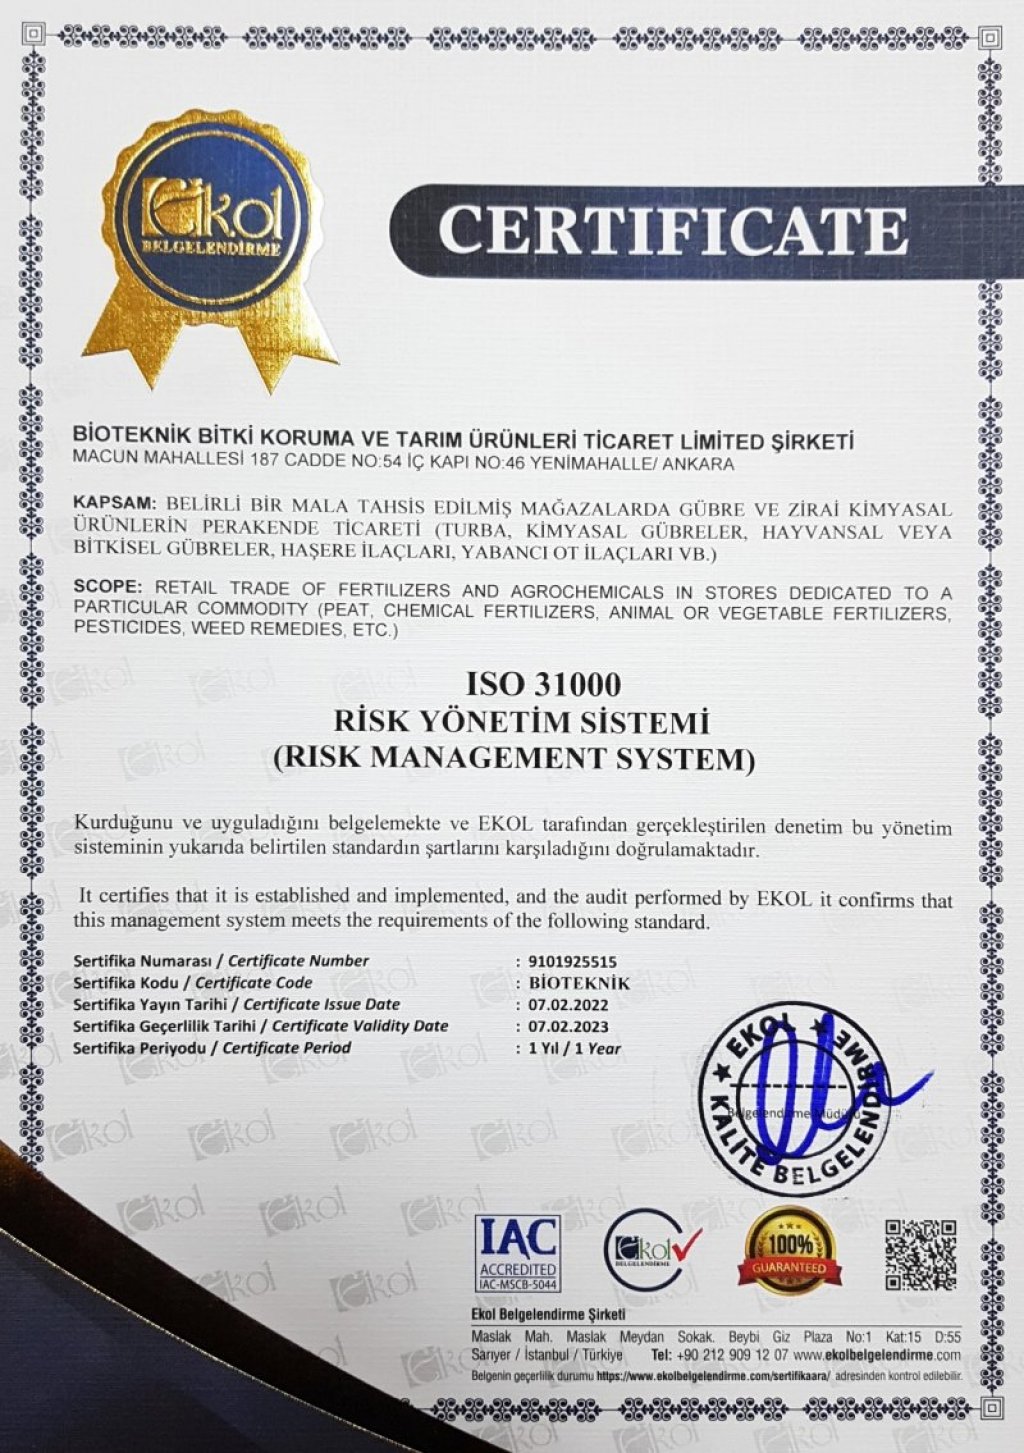 Ekol
BELGELENDİRME
CERTIFICATE
BİOTEKNİK BİTKİ KORUMA VE TARIM ÜRÜNLERİ TİCARET LİMİTED ŞİRKETİ
MACUN MAHALLESİ 187 CADDE NO:54 İÇ KAPI NO:46 YENİMAHALLE/ ANKARA
KAPSAM: BELİRLİ BİR MALA TAHSİS EDİLMİŞ MAĞAZALARDA GÜBRE VE ZİRAİ KİMYASAL
ÜRÜNLERİN PERAKENDE TİCARETİ (TURBA, KİMYASAL GÜBRELER, HAYVANSAL VEYA
BİTKİSEL GÜBRELER, HAŞERE İLAÇLARI, YABANCI OT İLAÇLARI VB.)
SCOPE: RETAIL TRADE OF FERTILIZERS AND AGROCHEMICALS IN STORES DEDICATED TO A
PARTICULAR COMMODITY (PEAT, CHEMICAL FERTILIZERS, ANIMAL OR VEGETABLE FERTILIZERS,
PESTICIDES, WEED REMEDIES, ETC.)
ISO 31000
RİSK YÖNETİM SİSTEMİ
(RISK MANAGEMENT SYSTEM)
Kurduğunu ve uyguladığını belgelemekte ve EKOL tarafından gerçekleştirilen denetim bu yönetim
sisteminin yukarıda belirtilen standardın şartlarını karşıladığını doğrulamaktadır.
It certifies that it is established and implemented, and the audit performed by EKOL it confirms that
this management system meets the requirements of the following standard.
Sertifika Numarası / Certificate Number : 9101925515
Sertifika Kodu / Certificate Code : BİOTEKNİK
Sertifika Yayın Tarihi / Certificate Issue Date : 07.02.2022
Sertifika Geçerlilik Tarihi / Certificate Validity Date : 07.02.2023
Sertifika Periyodu / Certificate Period : 1 Yıl / 1 Year
★ EKOL ★
KALİTE BELGELENDİRME
Belgelendirme Müdürü
IAC
ACCREDITED
IAC-MSCB-5044
Ekol
BELGELENDİRME
100%
GUARANTEED
Ekol Belgelendirme Şirketi
Maslak Mah. Maslak Meydan Sokak. Beybi Giz Plaza No:1 Kat:15 D:55
Sarıyer / İstanbul / Türkiye Tel: +90 212 909 12 07 www.ekolbelgelendirme.com
Belgenin geçerlilik durumu https://www.ekolbelgelendirme.com/sertifikaara/ adresinden kontrol edilebilir.